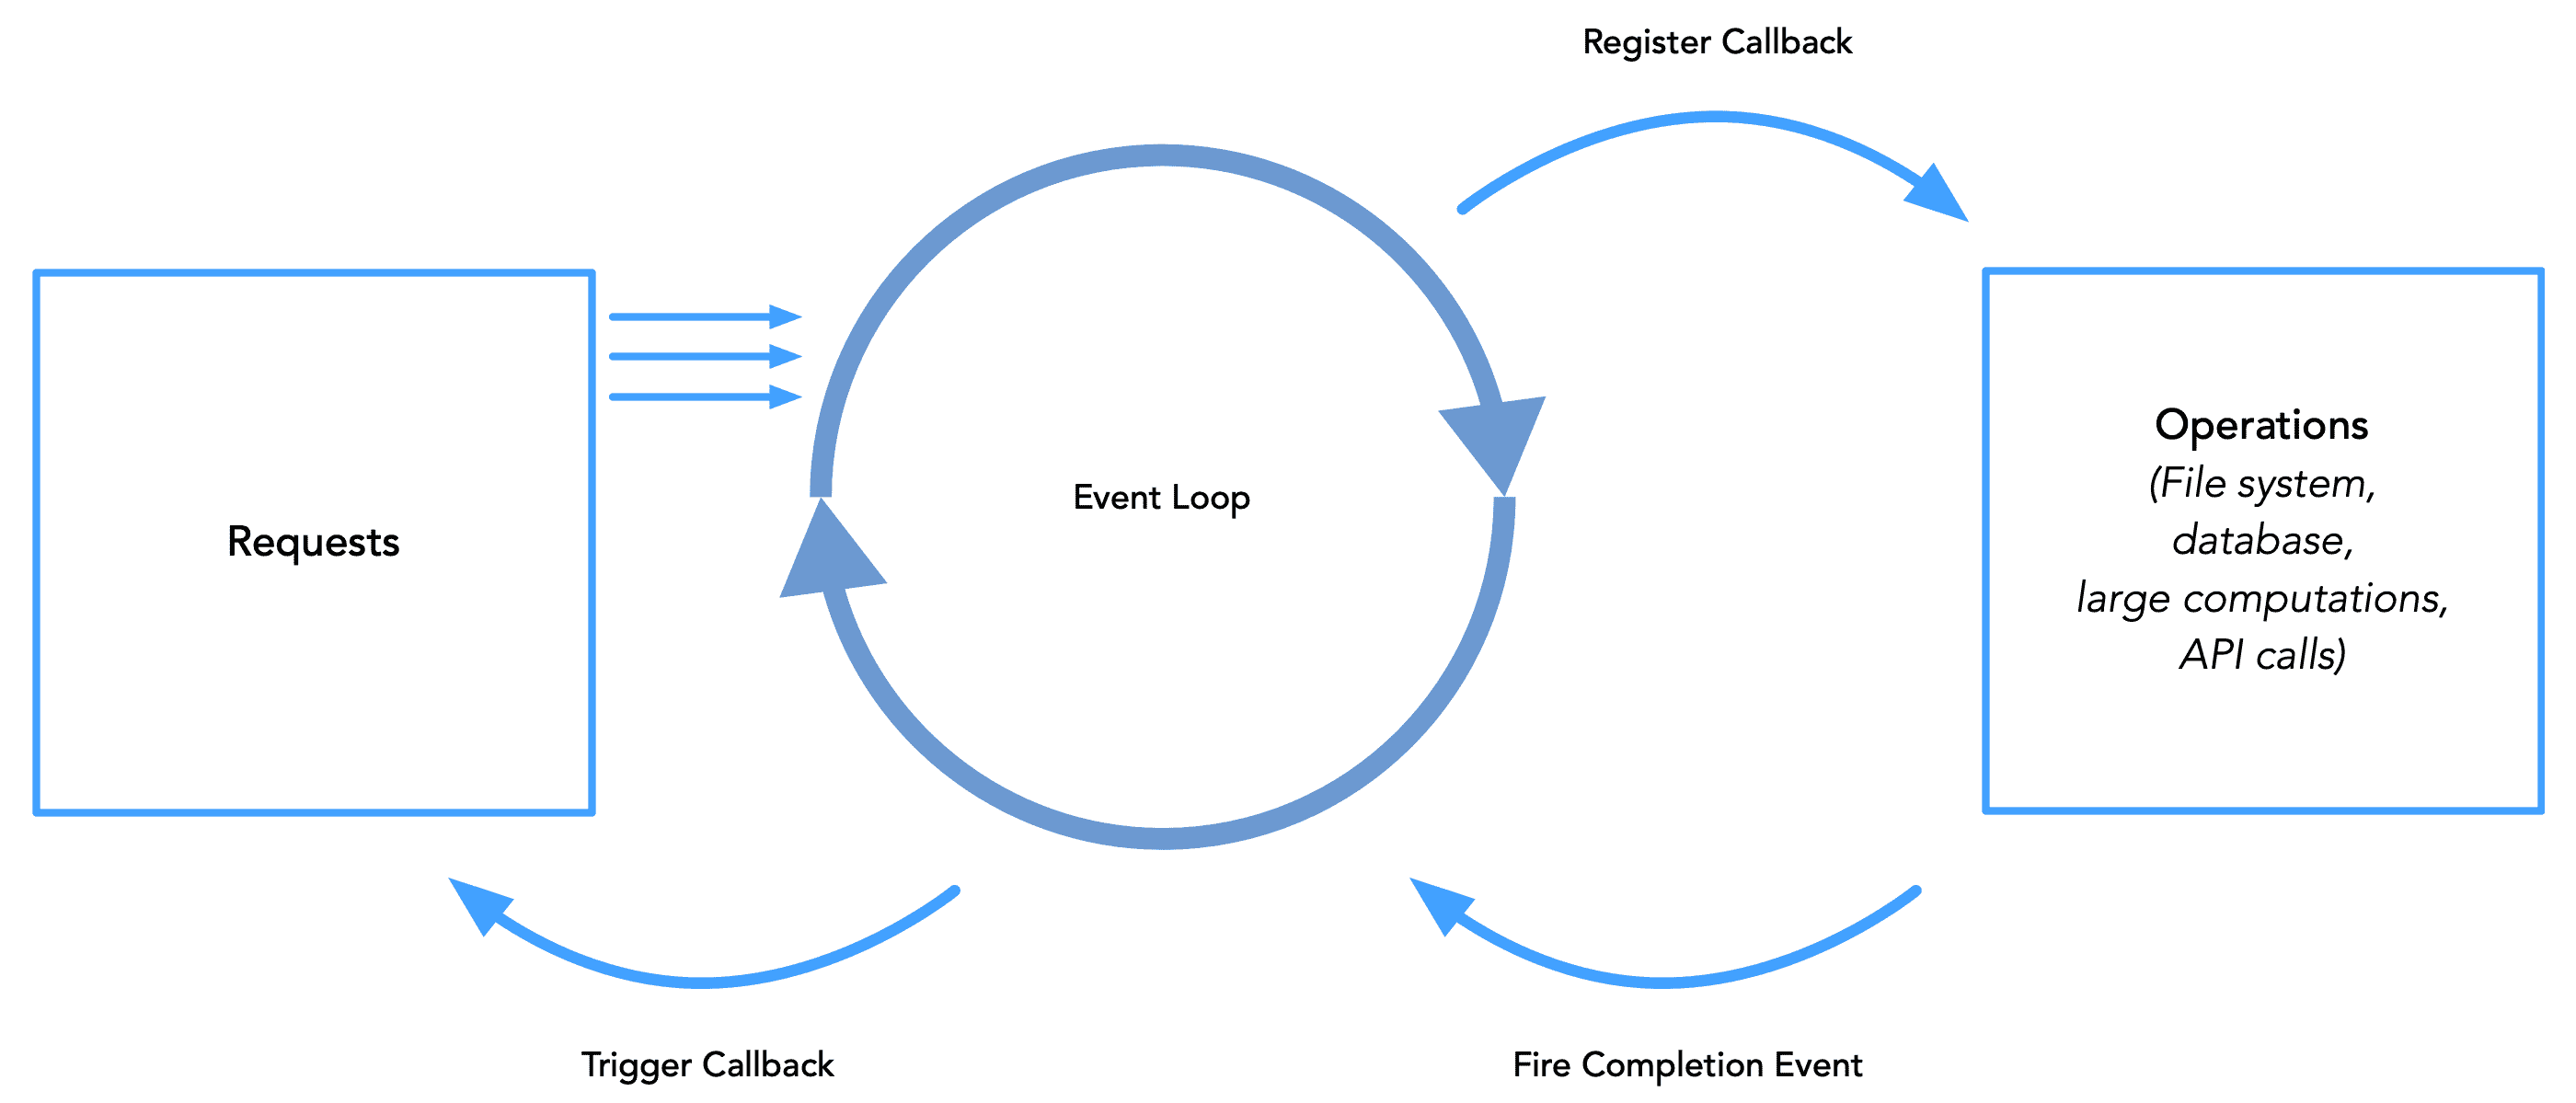 Register Callback
Requests
Event Loop
Operations
(File system,
database,
large computations,
API calls)
Trigger Callback
Fire Completion Event